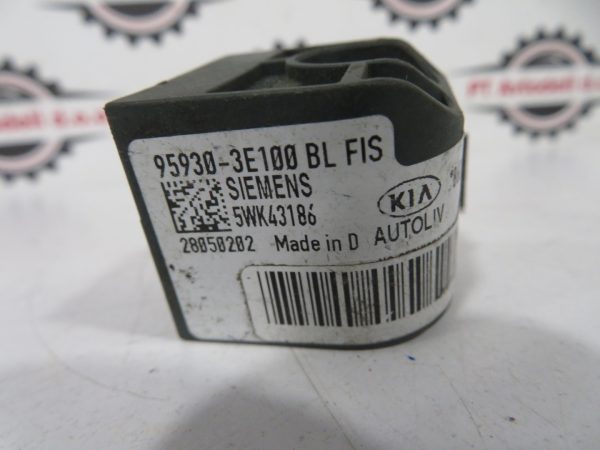 95930-3E100 BL FIS
SIEMENS
5WK43186
KIA
28050202 Made in D AUTOLIV